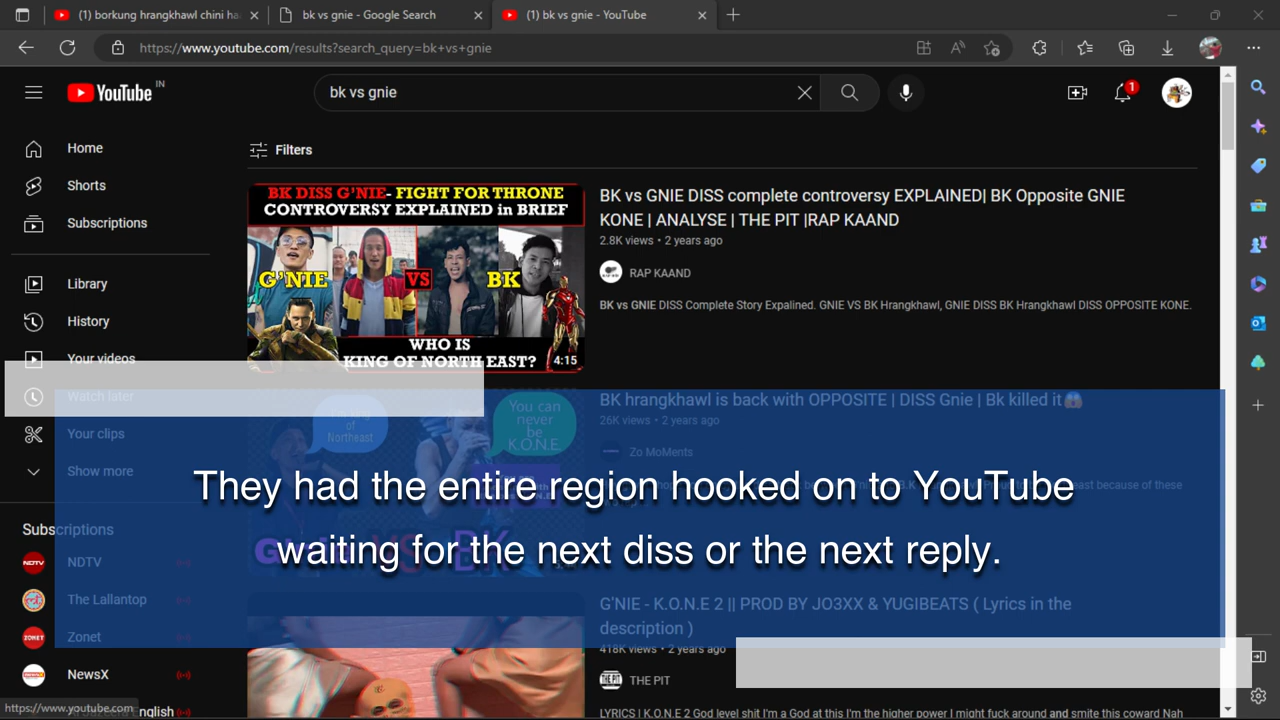 (1) borkung hrangkhawl chini ha
bk vs gnie - Google Search
(1) bk vs gnie - YouTube
https://www.youtube.com/results?search_query=bk+vs+gnie
YouTube IN
bk vs gnie
1
Home
Shorts
Subscriptions
Library
History
Your videos
Watch later
Your clips
Show more
Subscriptions
NDTV
The Lallantop
Zonet
NewsX
English
https://www.youtube.com
Filters
BK DISS G'NIE- FIGHT FOR THRONE
CONTROVERSY EXPLAINED in BRIEF
G'NIE
VS
BK
WHO IS
KING OF NORTH EAST?
4:15
BK vs GNIE DISS complete controversy EXPLAINED| BK Opposite GNIE
KONE | ANALYSE | THE PIT |RAP KAAND
2.8K views • 2 years ago
RAP KAAND
BK vs GNIE DISS Complete Story Expalined. GNIE VS BK Hrangkhawl, GNIE DISS BK Hrangkhawl DISS OPPOSITE KONE.
of
Northeast
You can
never
be
K.O.N.E
BK hrangkhawl is back with OPPOSITE | DISS Gnie | Bk killed it😱
26K views • 2 years ago
Zo MoMents
east because of these
They had the entire region hooked on to YouTube
waiting for the next diss or the next reply.
G'NIE - K.O.N.E 2 || PROD BY JO3XX & YUGIBEATS ( Lyrics in the
description )
418K views • 2 years ago
THE PIT
LYRICS | K.O.N.E 2 God level shit I'm a God at this I'm the higher power I might fuck around and smite this coward Nah